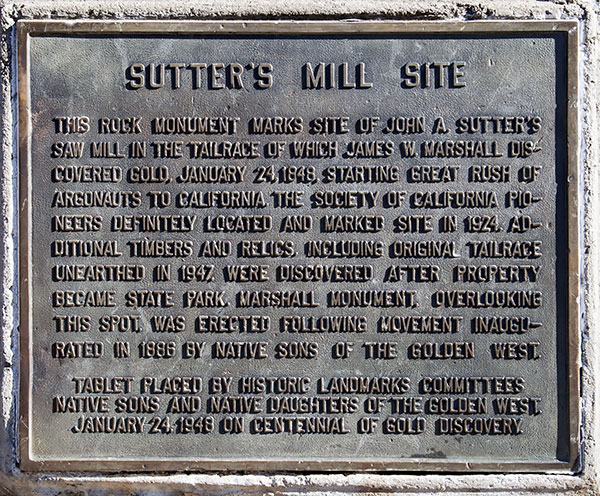 SUTTER'S MILL SITE
THIS ROCK MONUMENT MARKS SITE OF JOHN A. SUTTER'S
SAW MILL IN THE TAILRACE OF WHICH JAMES W. MARSHALL DIS-
COVERED GOLD, JANUARY 24, 1848, STARTING GREAT RUSH OF
ARGONAUTS TO CALIFORNIA. THE SOCIETY OF CALIFORNIA PIO-
NEERS DEFINITELY LOCATED AND MARKED SITE IN 1924. AD-
DITIONAL TIMBERS AND RELICS, INCLUDING ORIGINAL TAILRACE
UNEARTHED IN 1947, WERE DISCOVERED AFTER PROPERTY
BECAME STATE PARK. MARSHALL MONUMENT, OVERLOOKING
THIS SPOT, WAS ERECTED FOLLOWING MOVEMENT INAUGU-
RATED IN 1886 BY NATIVE SONS OF THE GOLDEN WEST.
TABLET PLACED BY HISTORIC LANDMARKS COMMITTEES
NATIVE SONS AND NATIVE DAUGHTERS OF THE GOLDEN WEST,
JANUARY 24, 1948 ON CENTENNIAL OF GOLD DISCOVERY.